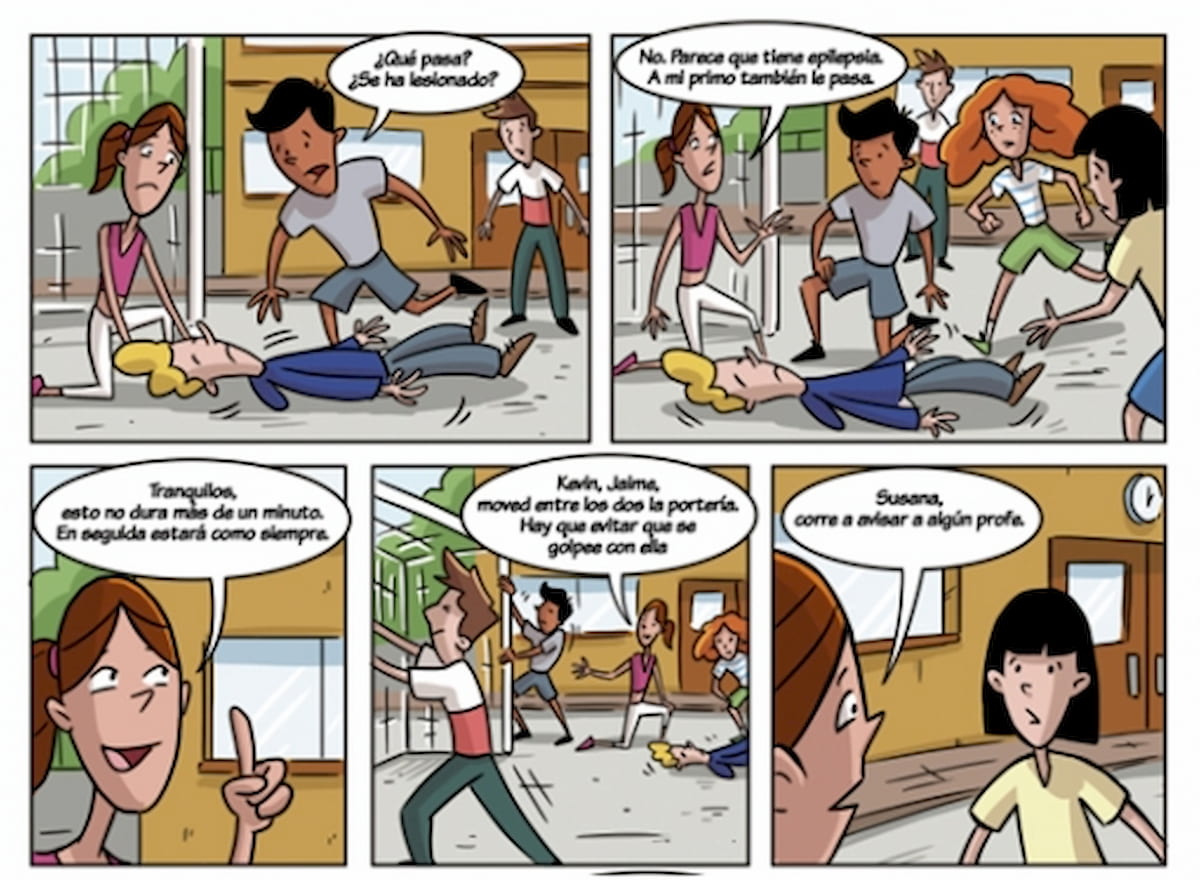 ¿Qué pasa?
¿Se ha lesionado?
No. Parece que tiene epilepsia.
A mi primo también le pasa.
Tranquilos,
esto no dura más de un minuto.
En seguida estará como siempre.
Kevin, Jaime,
moved entre los dos la portería.
Hay que evitar que se
golpee con ella
Susana,
corre a avisar a algún profe.